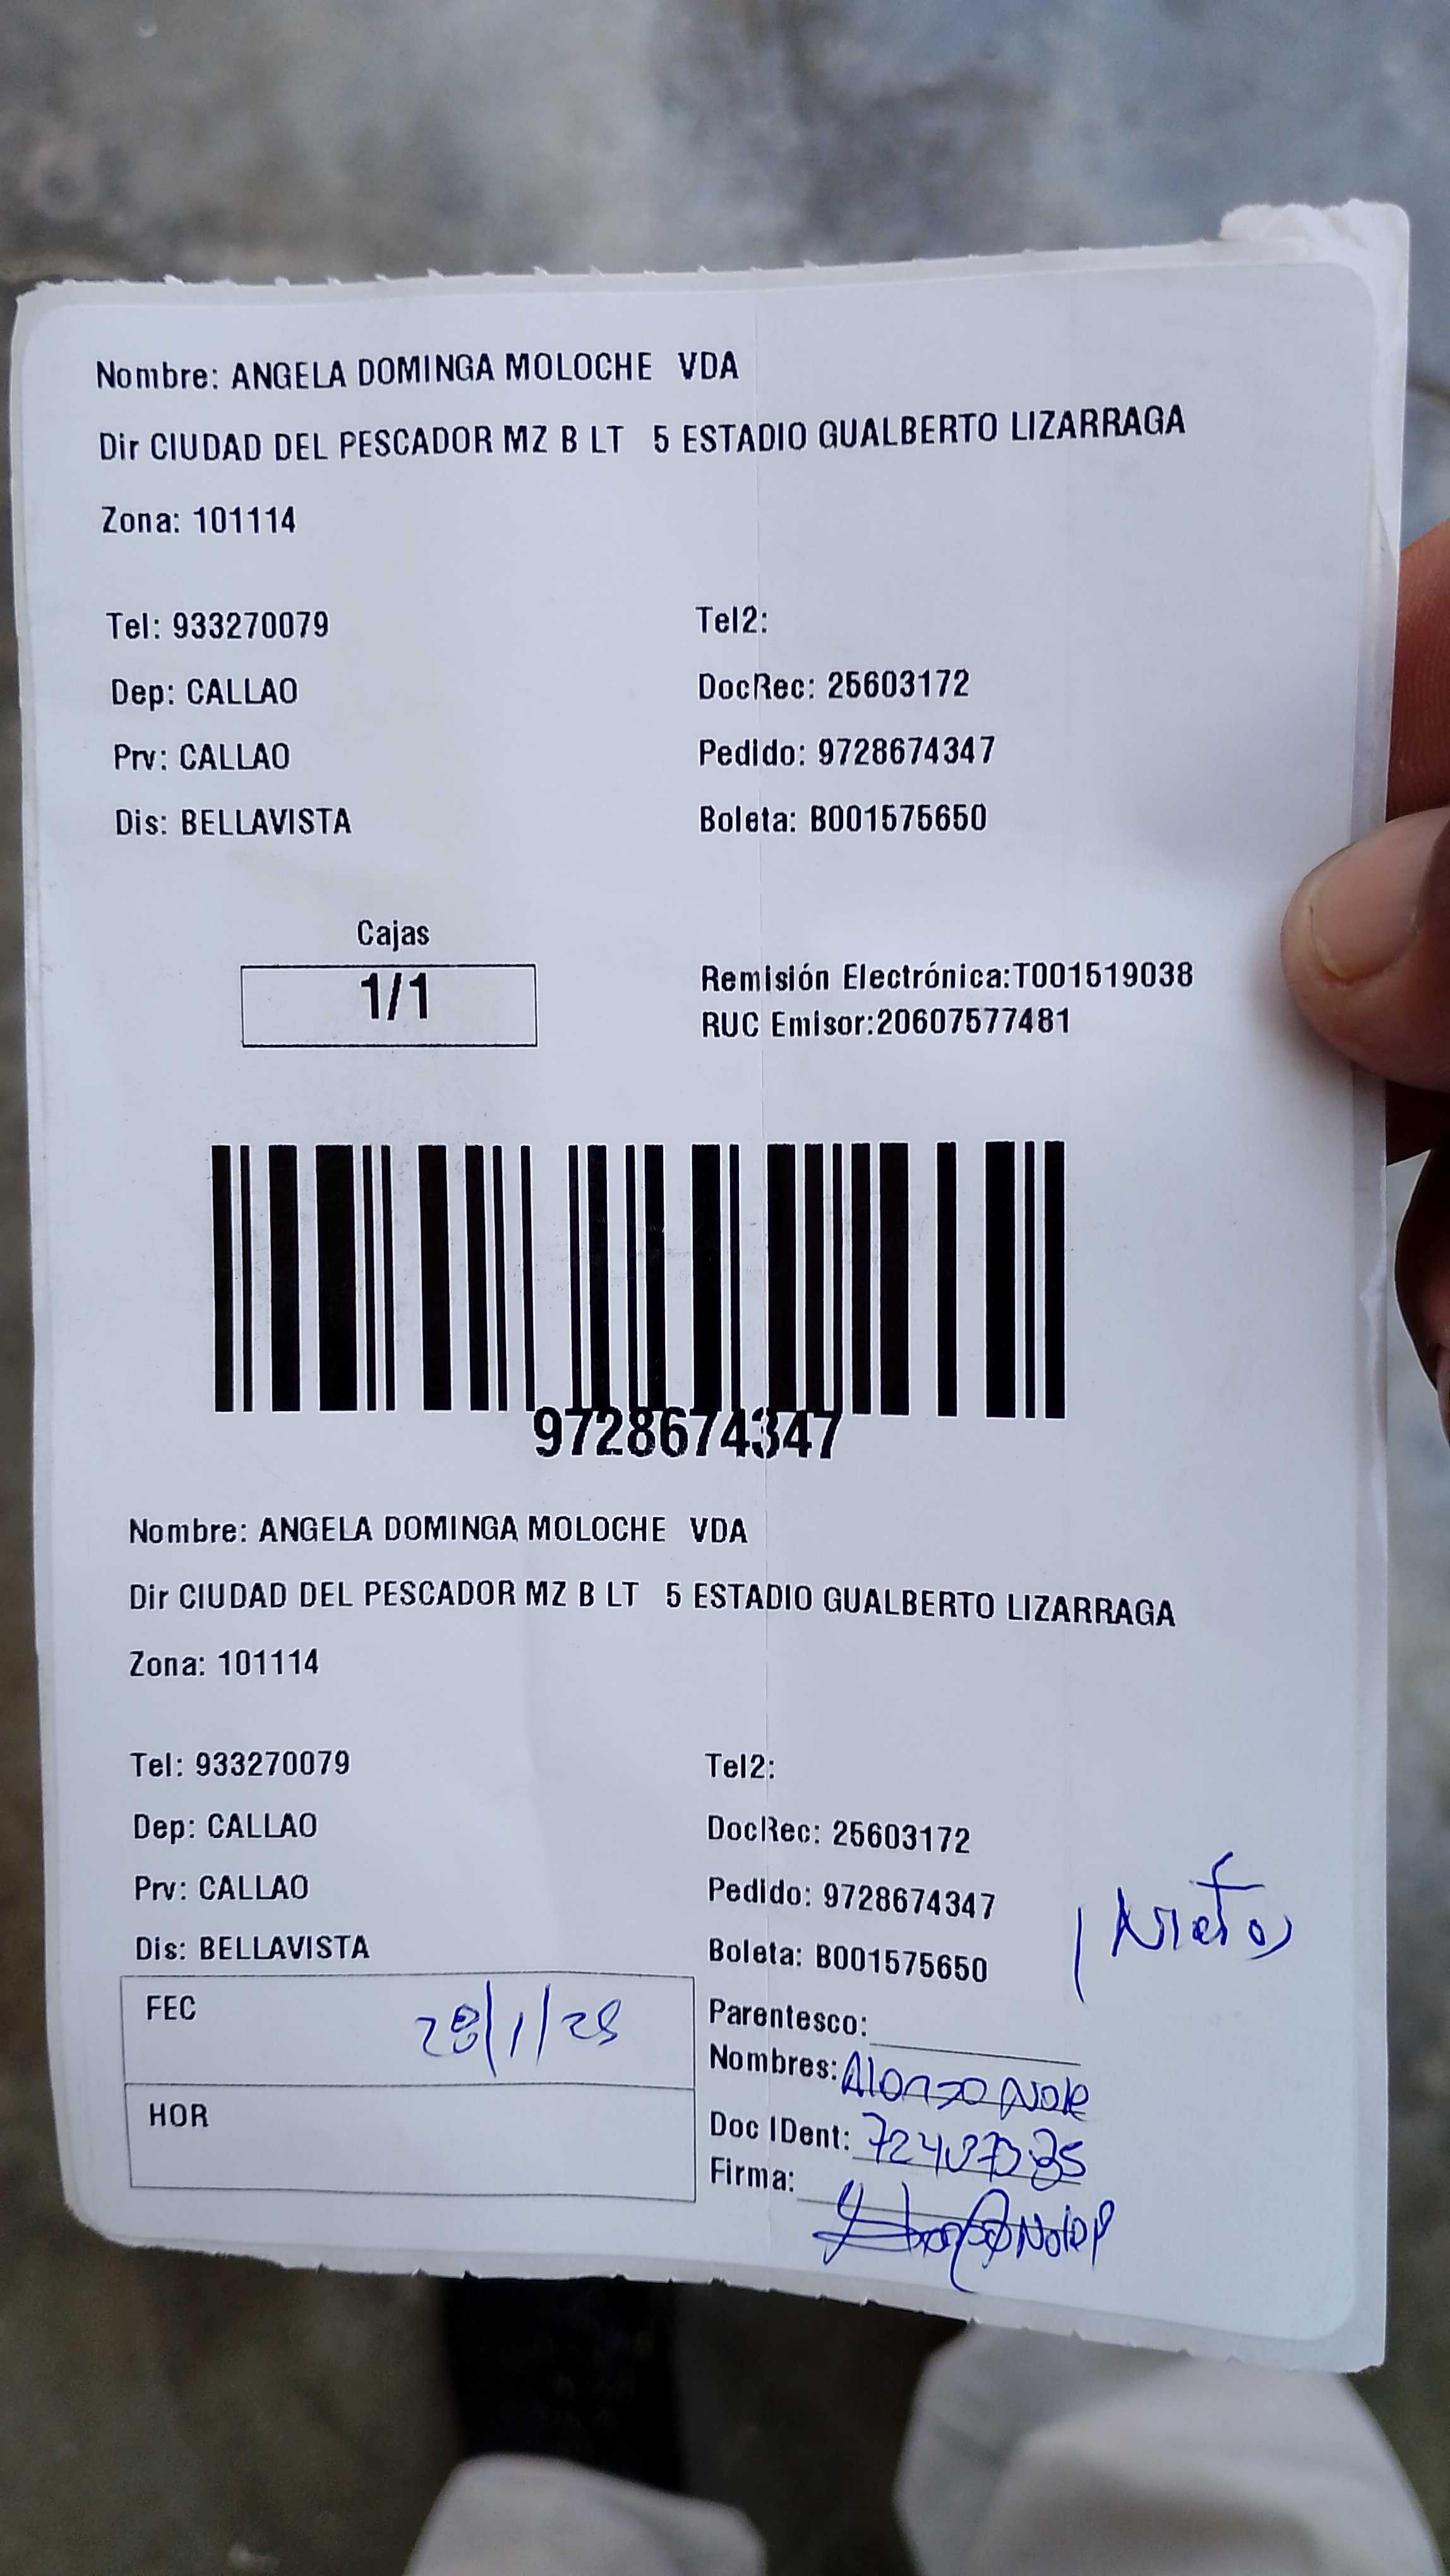 Nombre: ANGELA DOMINGA MOLOCHE VDA
Dir CIUDAD DEL PESCADOR MZ B LT 5 ESTADIO GUALBERTO LIZARRAGA
Zona: 101114
Tel: 933270079 Tel2:
Dep: CALLAO DocRec: 25603172
Prv: CALLAO Pedido: 9728674347
Dis: BELLAVISTA Boleta: B001575650
Cajas
1/1
Remisión Electrónica:T001519038
RUC Emisor:20607577481
9728674347
Nombre: ANGELA DOMINGA MOLOCHE VDA
Dir CIUDAD DEL PESCADOR MZ B LT 5 ESTADIO GUALBERTO LIZARRAGA
Zona: 101114
Tel: 933270079 Tel2:
Dep: CALLAO DocRec: 25603172
Prv: CALLAO Pedido: 9728674347
Dis: BELLAVISTA Boleta: B001575650
Nieto
FEC
Parentesco:
Nombres: Alonzo
HOR
Doc IDent:
Firma: